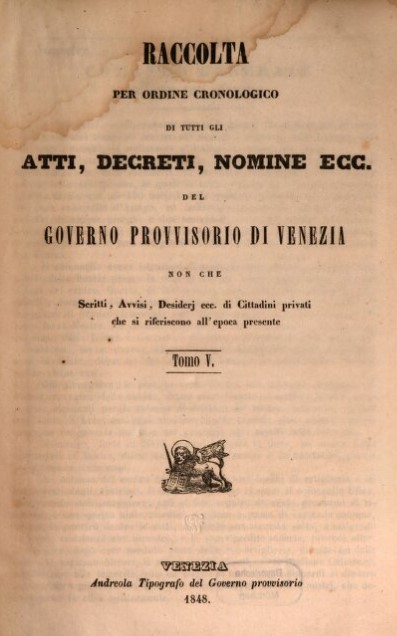 RACCOLTA
PER ORDINE CRONOLOGICO
DI TUTTI GLI
ATTI, DECRETI, NOMINE ECC.
DEL
GOVERNO PROVVISORIO DI VENEZIA
NON CHE
Scritti, Avvisi, Desiderj ecc. di Cittadini privati
che si riferiscono all'epoca presente
Tomo V.
VENEZIA
Andreola Tipografo del Governo provvisorio
1848.